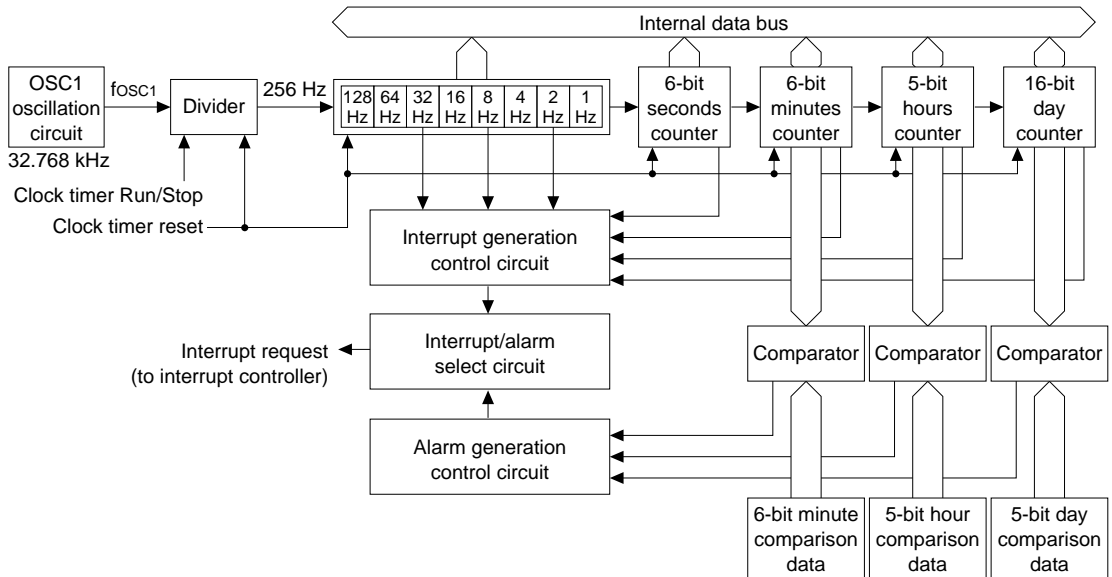 Internal data bus
OSC1
oscillation
circuit
32.768 kHz
fOSC1
Divider
256 Hz
128 Hz
64 Hz
32 Hz
16 Hz
8 Hz
4 Hz
2 Hz
1 Hz
6-bit
seconds
counter
6-bit
minutes
counter
5-bit
hours
counter
16-bit
day
counter
Clock timer Run/Stop
Clock timer reset
Interrupt generation
control circuit
Interrupt request
(to interrupt controller)
Interrupt/alarm
select circuit
Comparator
Comparator
Comparator
Alarm generation
control circuit
6-bit minute
comparison
data
5-bit hour
comparison
data
5-bit day
comparison
data